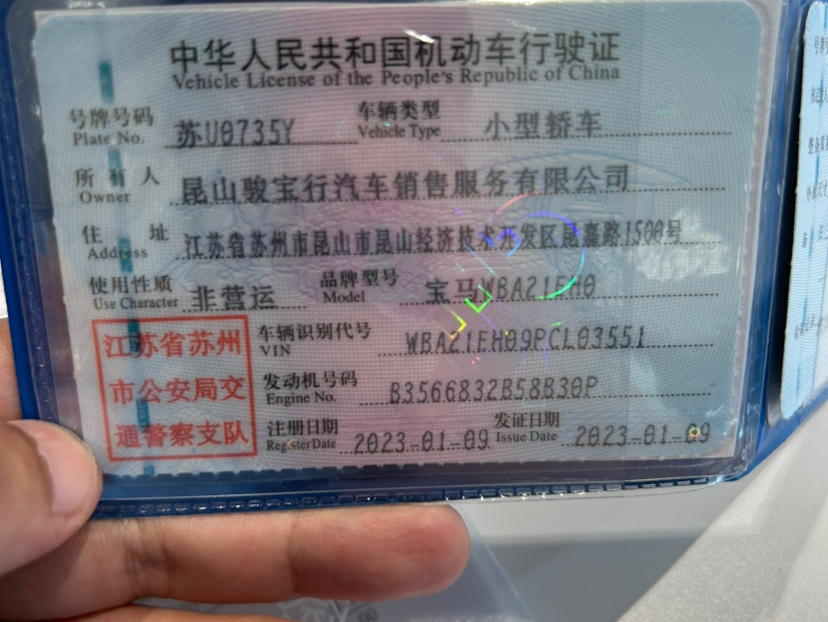 中华人民共和国机动车行驶证
Vehicle License of the People's Republic of China
号牌号码 苏U0735Y 车辆类型 小型轿车
Plate No. Vehicle Type
所有人 昆山骏宝行汽车销售服务有限公司
Owner
住址 江苏省苏州市昆山市昆山经济技术开发区昆嘉路1500号
Address
使用性质 非营运 品牌型号 宝马WBA21EH0
Use Character Model
江苏省苏州
市公安局交
通警察支队
车辆识别代号 WBA21EH09PCL03551
VIN
发动机号码 B3566832B58B30P
Engine No.
注册日期 2023-01-09 发证日期 2023-01-09
Register Date Issue Date